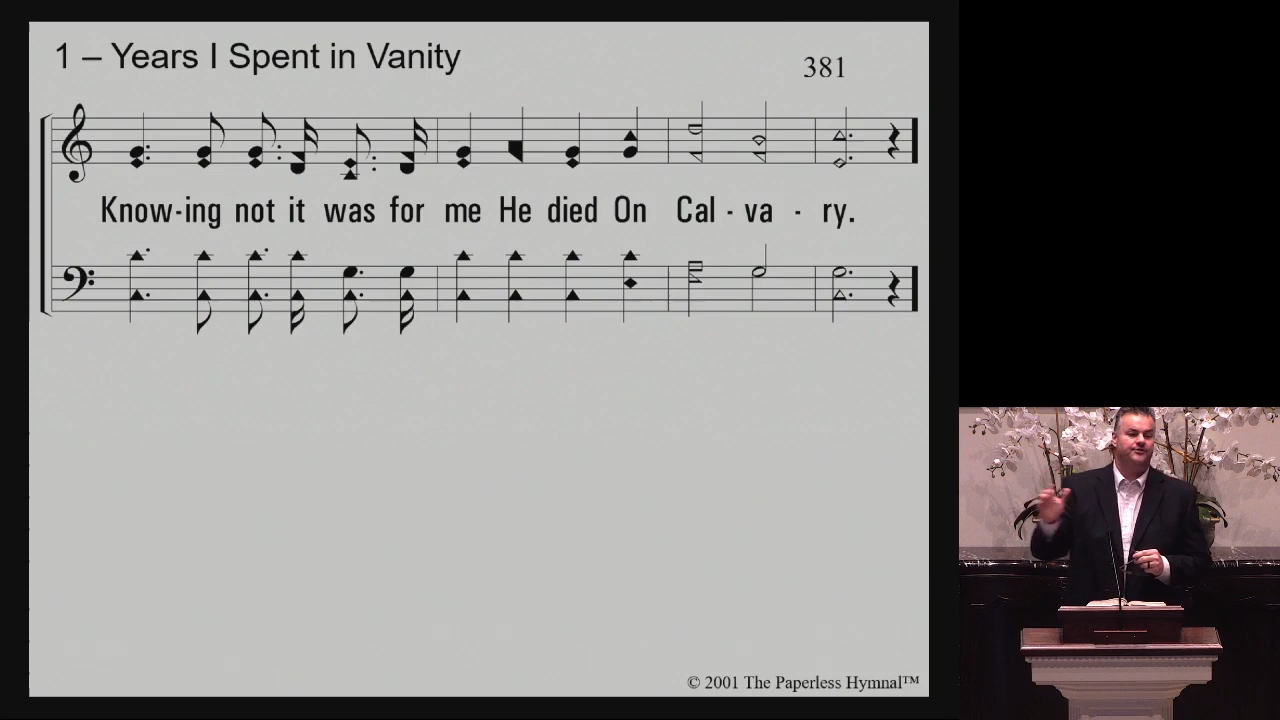 1 – Years I Spent in Vanity
381
Know-ing not it was for me He died On Cal - va - ry.
© 2001 The Paperless Hymnal™